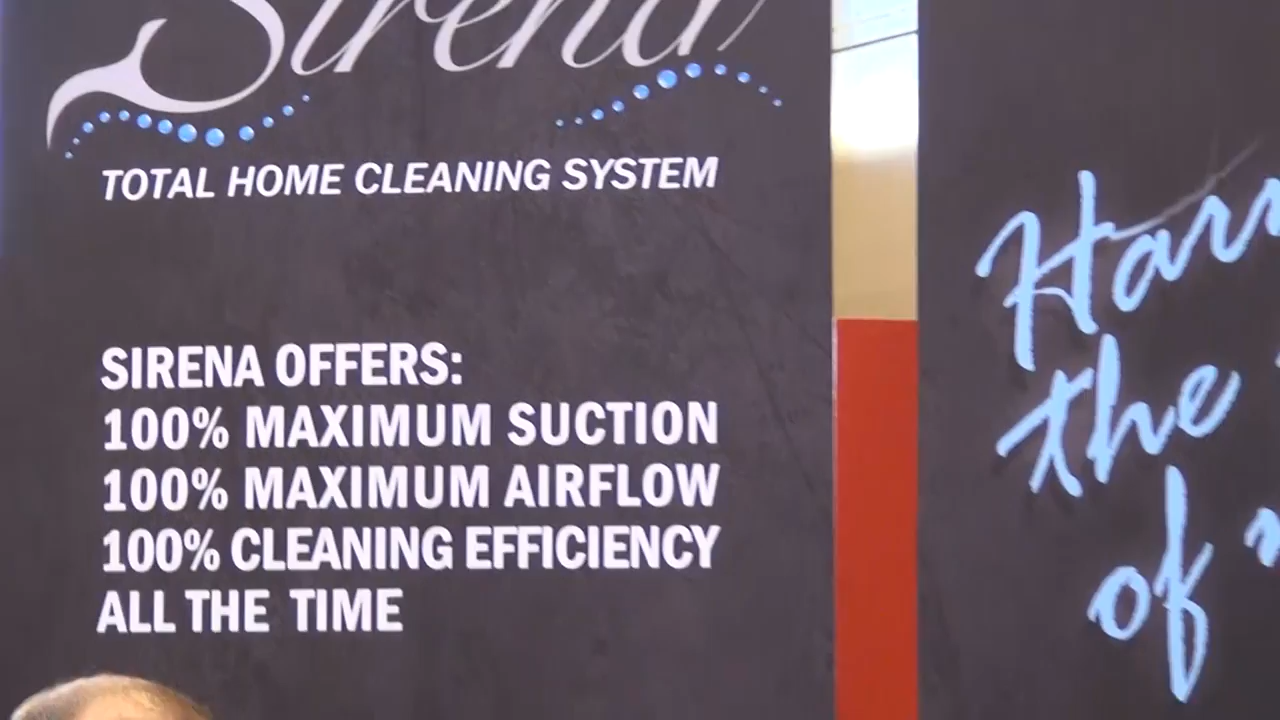 Sirena
TOTAL HOME CLEANING SYSTEM
SIRENA OFFERS:
100% MAXIMUM SUCTION
100% MAXIMUM AIRFLOW
100% CLEANING EFFICIENCY
ALL THE TIME
the
of